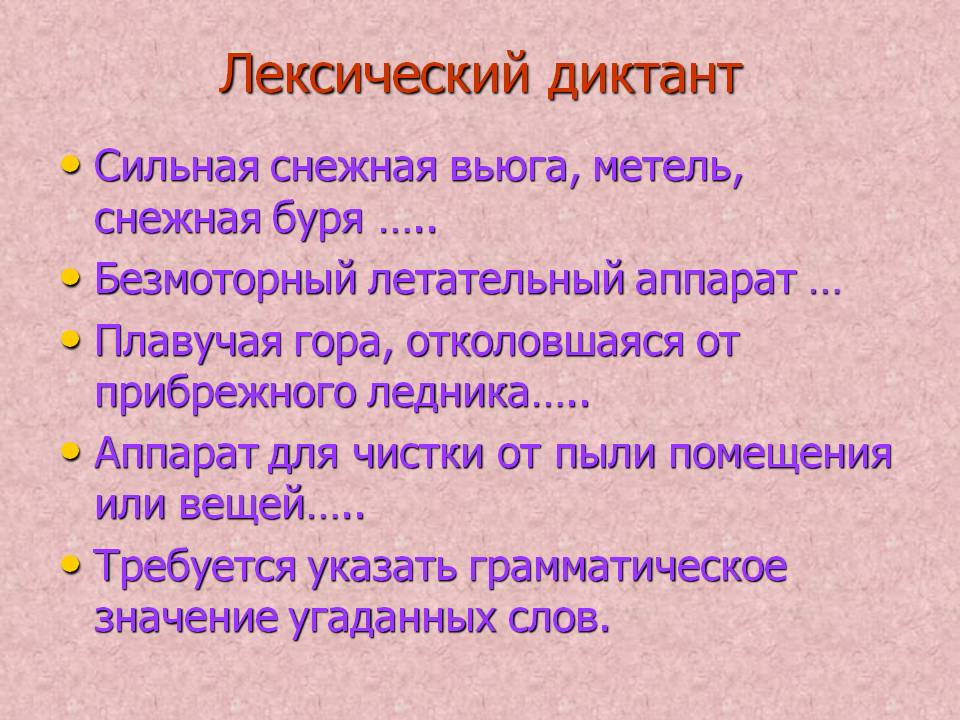 Лексический диктант
• Сильная снежная вьюга, метель,
снежная буря …..
• Безмоторный летательный аппарат …
• Плавучая гора, отколовшаяся от
прибрежного ледника…..
• Аппарат для чистки от пыли помещения
или вещей…..
• Требуется указать грамматическое
значение угаданных слов.